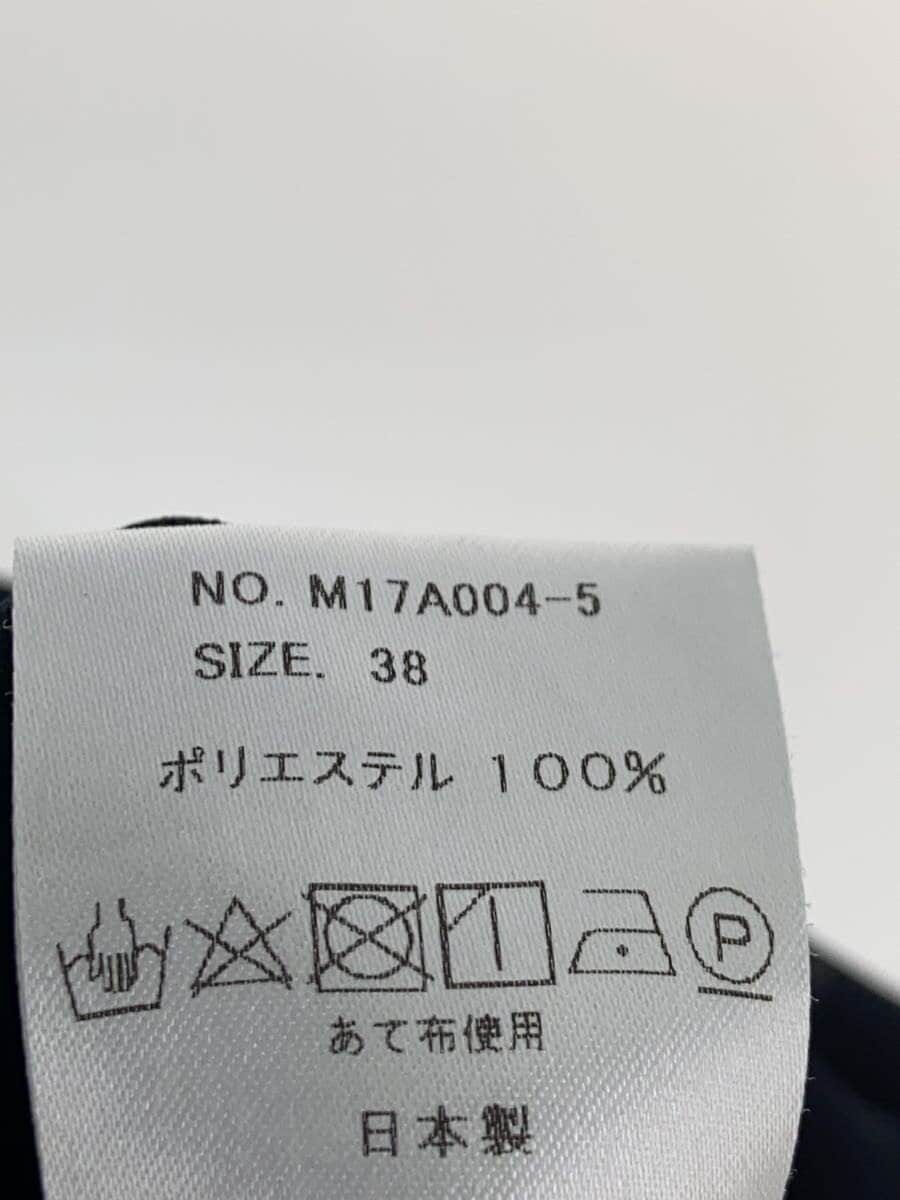 NO. M17A004-5
SIZE. 38
ポリエステル 100%
P
あて布使用
日本製